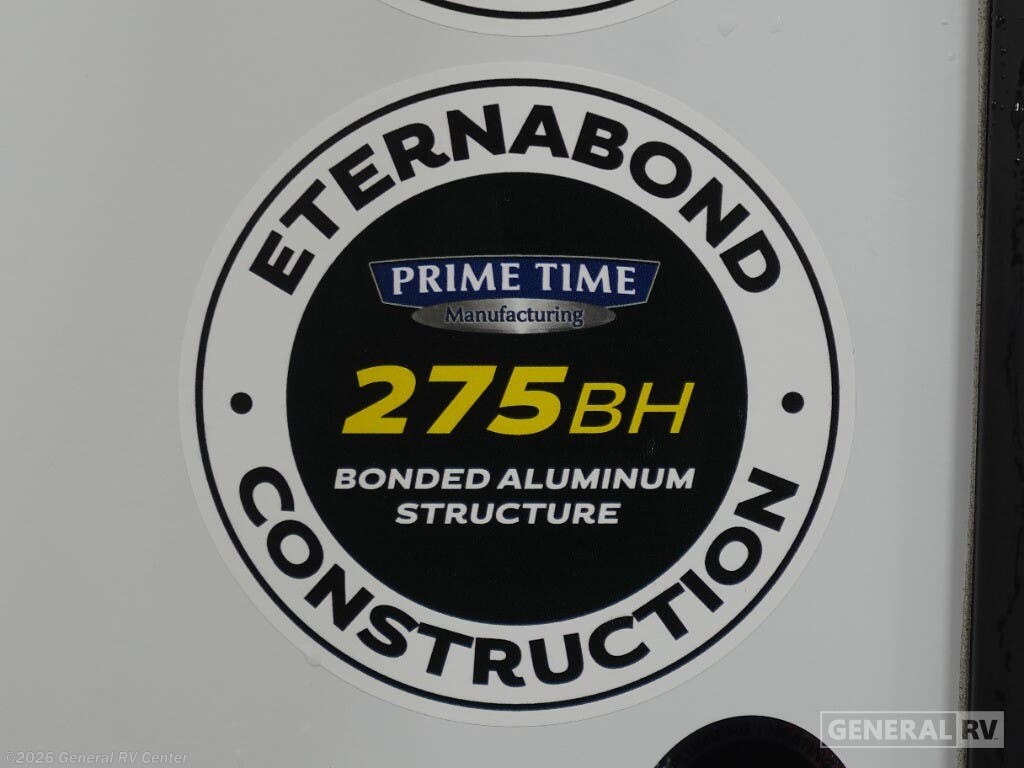 ETERNABOND
PRIME TIME
Manufacturing
275BH
BONDED ALUMINUM
STRUCTURE
CONSTRUCTION
GENERAL RV
©2026 General RV Center